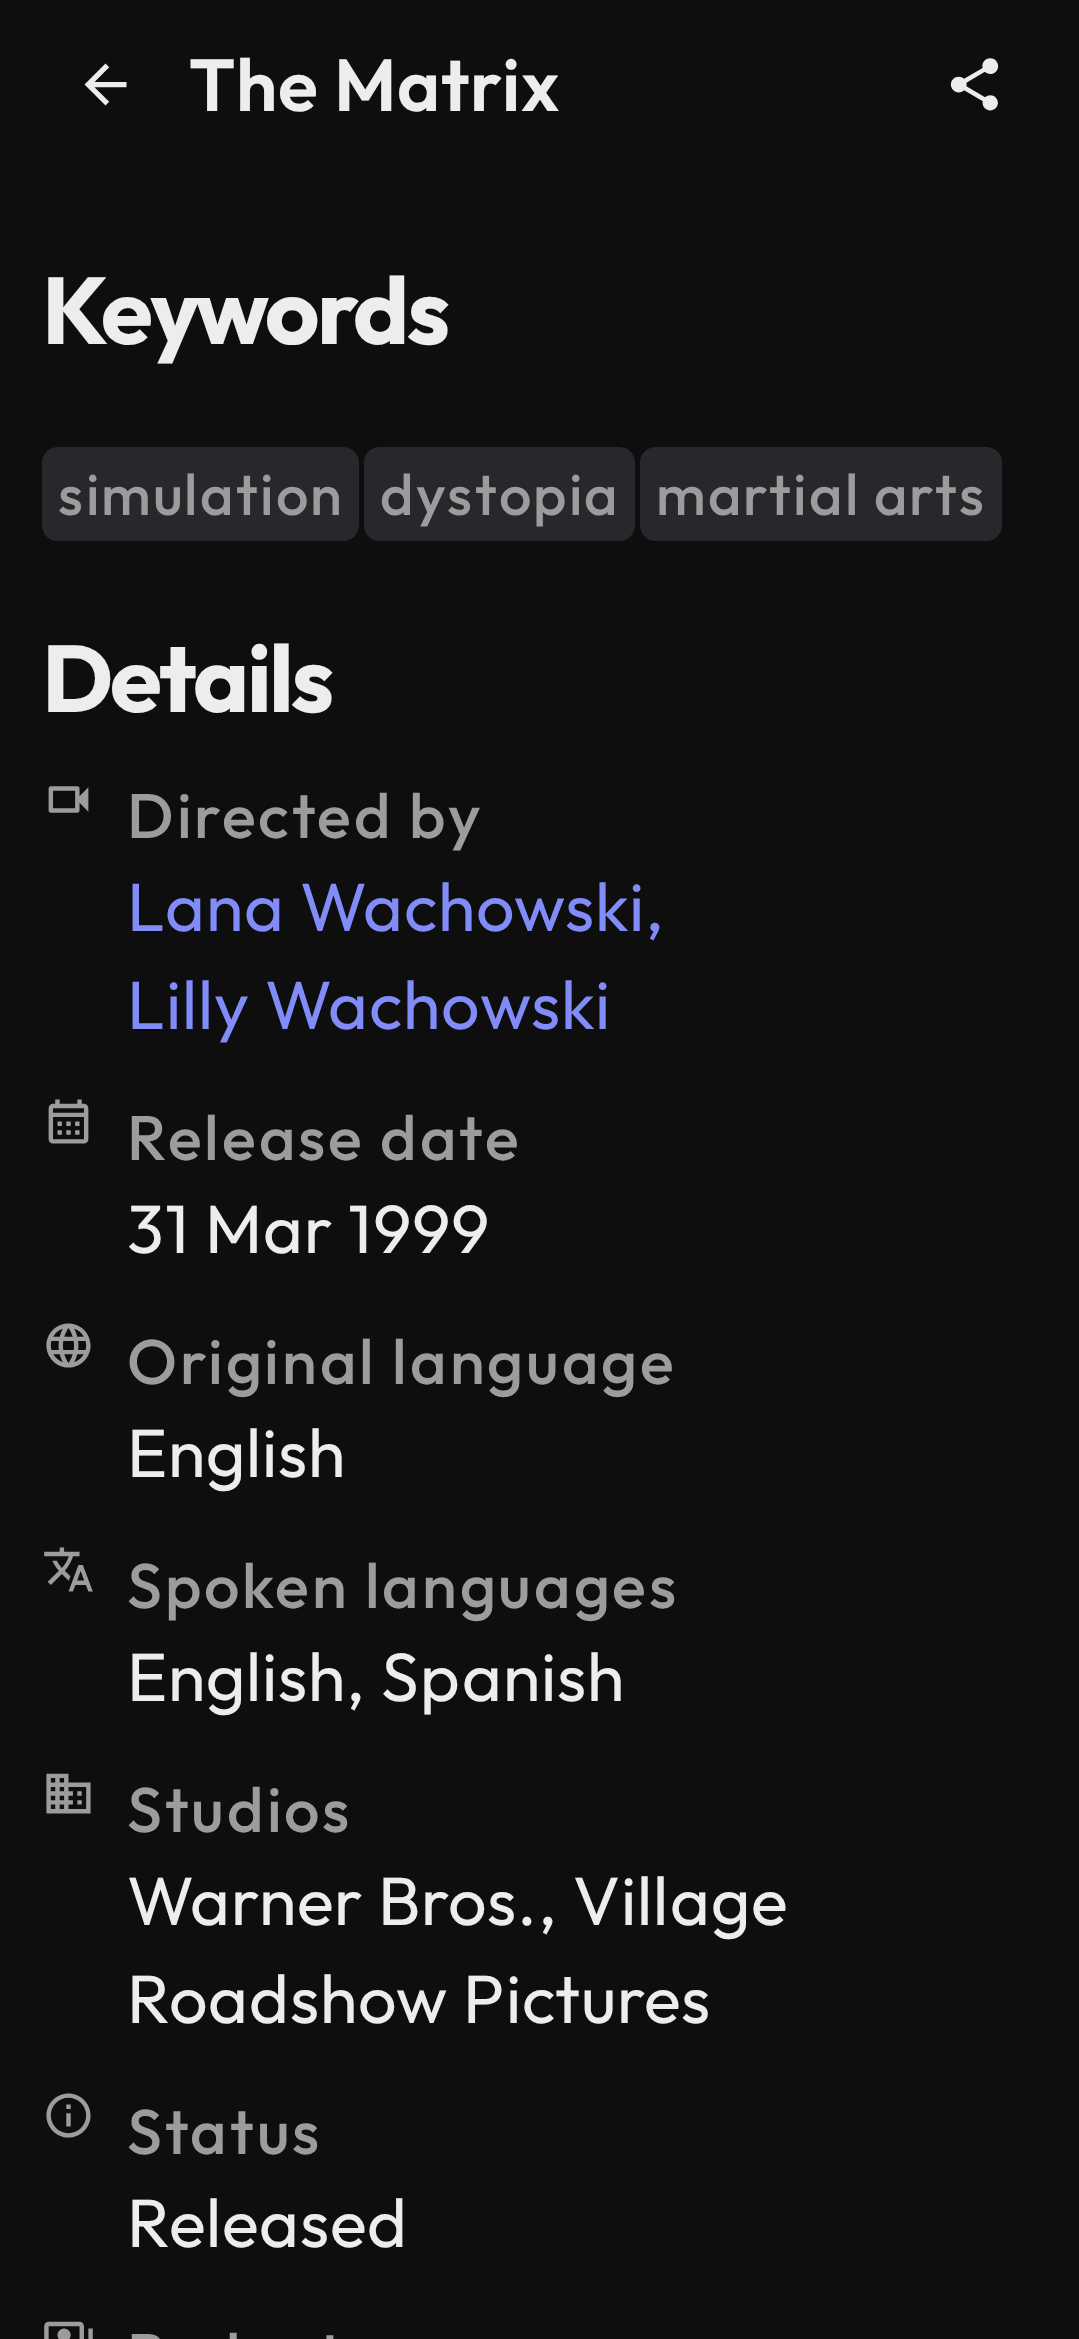 The Matrix
Keywords
simulation dystopia martial arts
Details
Directed by
Lana Wachowski,
Lilly Wachowski
Release date
31 Mar 1999
Original language
English
Spoken languages
English, Spanish
Studios
Warner Bros., Village
Roadshow Pictures
Status
Released